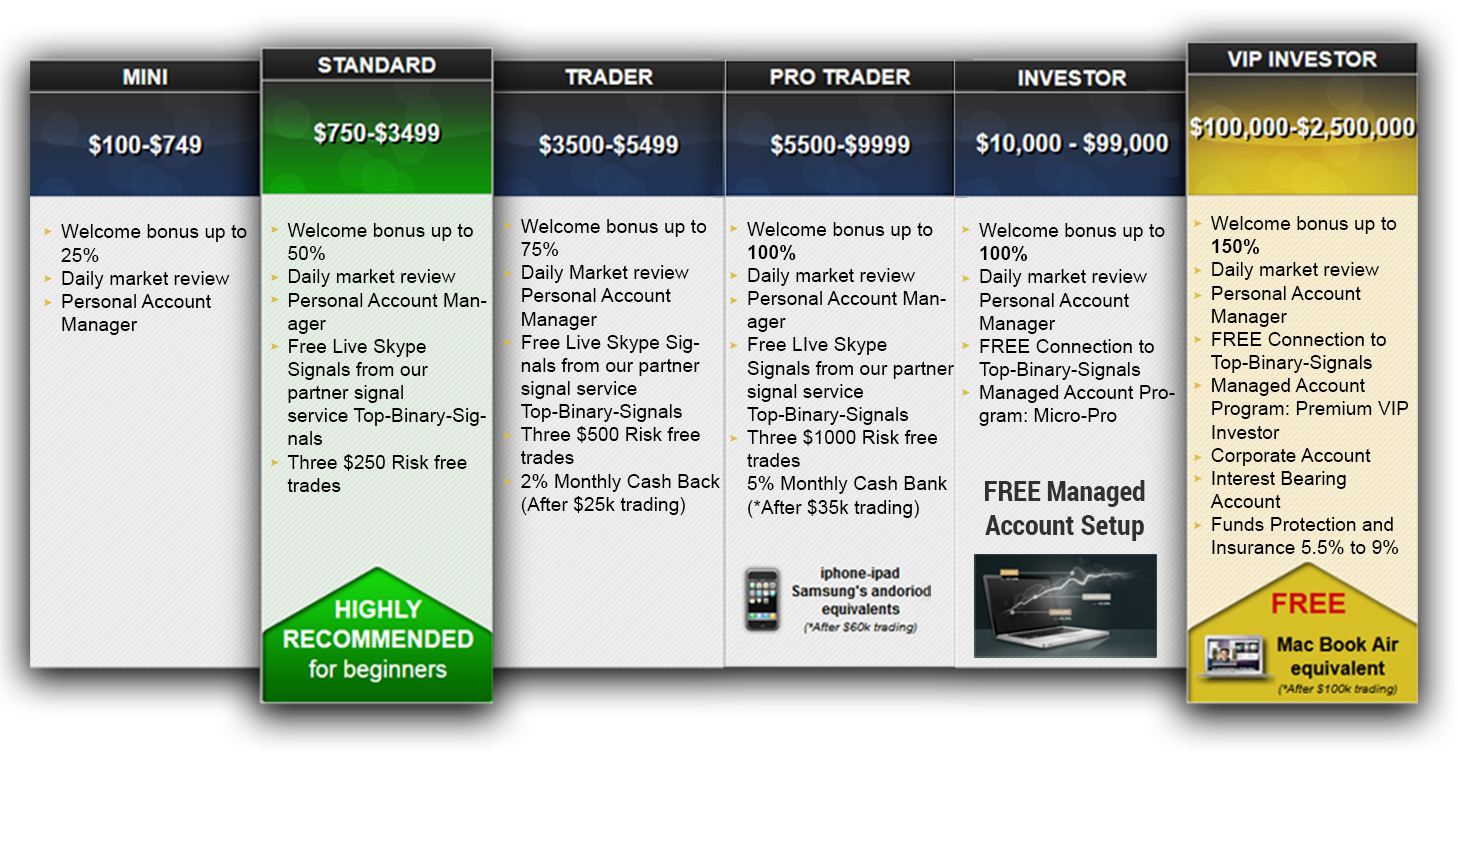 MINI
$100-$749
Welcome bonus up to
25%
Daily market review
Personal Account
Manager
STANDARD
$750-$3499
Welcome bonus up to
50%
Daily market review
Personal Account Man-
ager
Free Live Skype
Signals from our
partner signal
service Top-Binary-Sig-
nals
Three $250 Risk free
trades
HIGHLY
RECOMMENDED
for beginners
TRADER
$3500-$5499
Welcome bonus up to
75%
Daily Market review
Personal Account
Manager
Free Live Skype Sig-
nals from our partner
signal service
Top-Binary-Signals
Three $500 Risk free
trades
2% Monthly Cash Back
(After $25k trading)
PRO TRADER
$5500-$9999
Welcome bonus up to
100%
Daily market review
Personal Account Man-
ager
Free LIve Skype
Signals from our partner
signal service
Top-Binary-Signals
Three $1000 Risk free
trades
5% Monthly Cash Bank
(*After $35k trading)
iphone-ipad
Samsung's andoriod
equivalents
(*After $60k trading)
INVESTOR
$10,000 - $99,000
Welcome bonus up to
100%
Daily market review
Personal Account
Manager
FREE Connection to
Top-Binary-Signals
Managed Account Pro-
gram: Micro-Pro
FREE Managed
Account Setup
VIP INVESTOR
$100,000-$2,500,000
Welcome bonus up to
150%
Daily market review
Personal Account
Manager
FREE Connection to
Top-Binary-Signals
Managed Account
Program: Premium VIP
Investor
Corporate Account
Interest Bearing
Account
Funds Protection and
Insurance 5.5% to 9%
FREE
Mac Book Air
equivalent
(*After $100k trading)